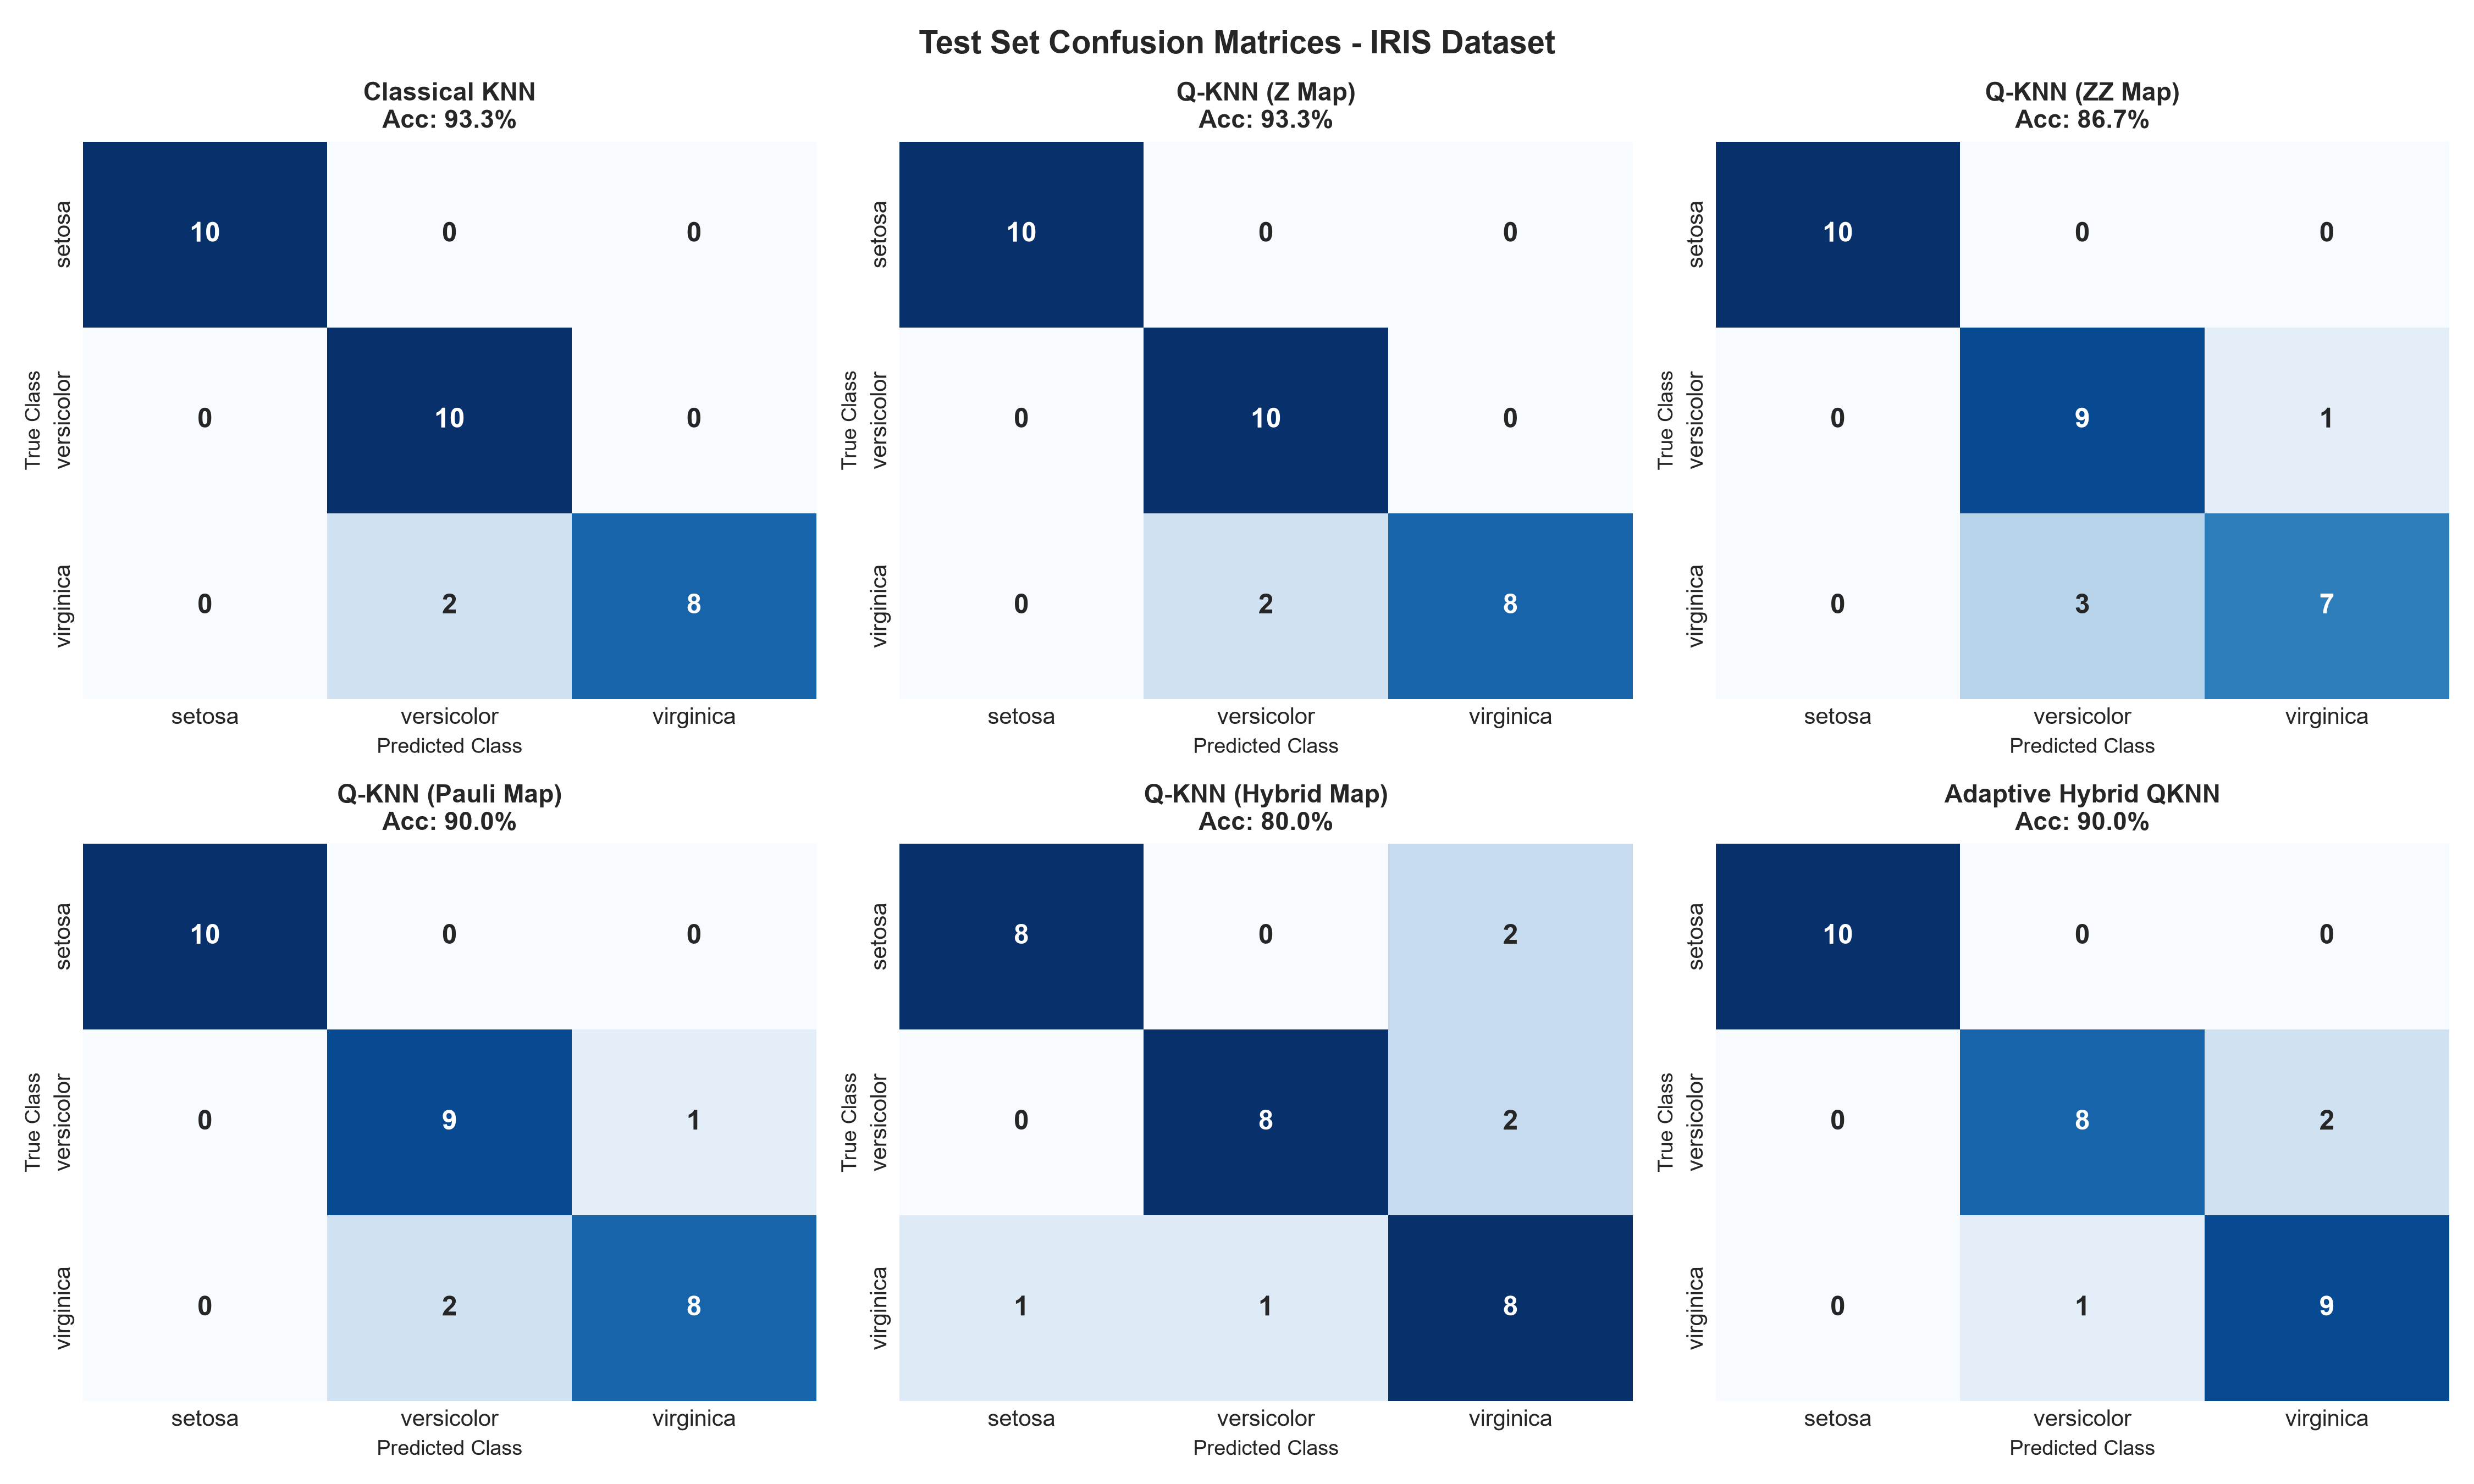 Test Set Confusion Matrices - IRIS Dataset
Classical KNN
Acc: 93.3%
setosa
10 0 0
True Class
versicolor
0 10 0
virginica
0 2 8
setosa versicolor virginica
Predicted Class
Q-KNN (Z Map)
Acc: 93.3%
setosa
10 0 0
True Class
versicolor
0 10 0
virginica
0 2 8
setosa versicolor virginica
Predicted Class
Q-KNN (ZZ Map)
Acc: 86.7%
setosa
10 0 0
True Class
versicolor
0 9 1
virginica
0 3 7
setosa versicolor virginica
Predicted Class
Q-KNN (Pauli Map)
Acc: 90.0%
setosa
10 0 0
True Class
versicolor
0 9 1
virginica
0 2 8
setosa versicolor virginica
Predicted Class
Q-KNN (Hybrid Map)
Acc: 80.0%
setosa
8 0 2
True Class
versicolor
0 8 2
virginica
1 1 8
setosa versicolor virginica
Predicted Class
Adaptive Hybrid QKNN
Acc: 90.0%
setosa
10 0 0
True Class
versicolor
0 8 2
virginica
0 1 9
setosa versicolor virginica
Predicted Class